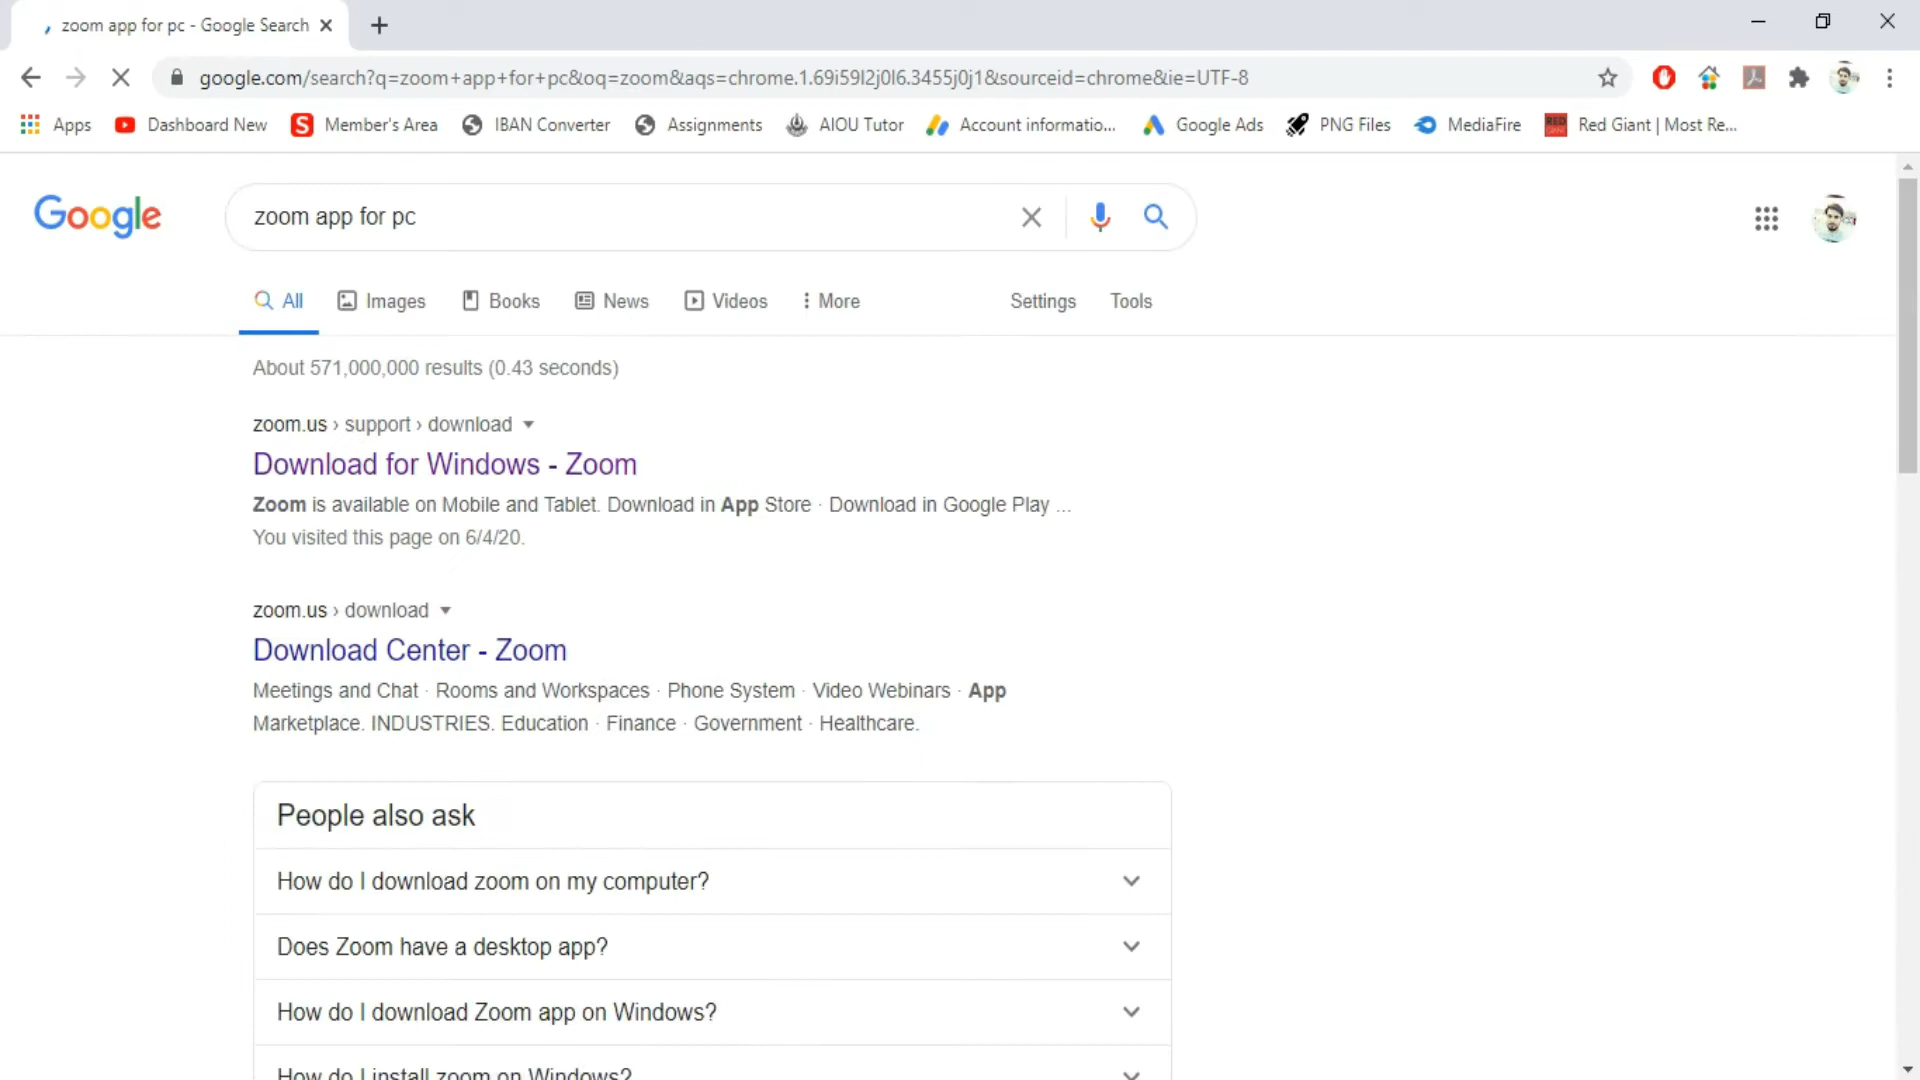 zoom app for pc - Google Search
google.com/search?q=zoom+app+for+pc&oq=zoom&aqs=chrome.1.69i59l2j0l6.3455j0j1&sourceid=chrome&ie=UTF-8
Apps Dashboard New Member's Area IBAN Converter Assignments AIOU Tutor Account informatio... Google Ads PNG Files MediaFire Red Giant | Most Re...
Google zoom app for pc
All Images Books News Videos More Settings Tools
About 571,000,000 results (0.43 seconds)
zoom.us › support › download
Download for Windows - Zoom
Zoom is available on Mobile and Tablet. Download in App Store · Download in Google Play ...
You visited this page on 6/4/20.
zoom.us › download
Download Center - Zoom
Meetings and Chat · Rooms and Workspaces · Phone System · Video Webinars · App
Marketplace. INDUSTRIES. Education · Finance · Government · Healthcare.
People also ask
How do I download zoom on my computer?
Does Zoom have a desktop app?
How do I download Zoom app on Windows?
How do I install zoom on Windows?